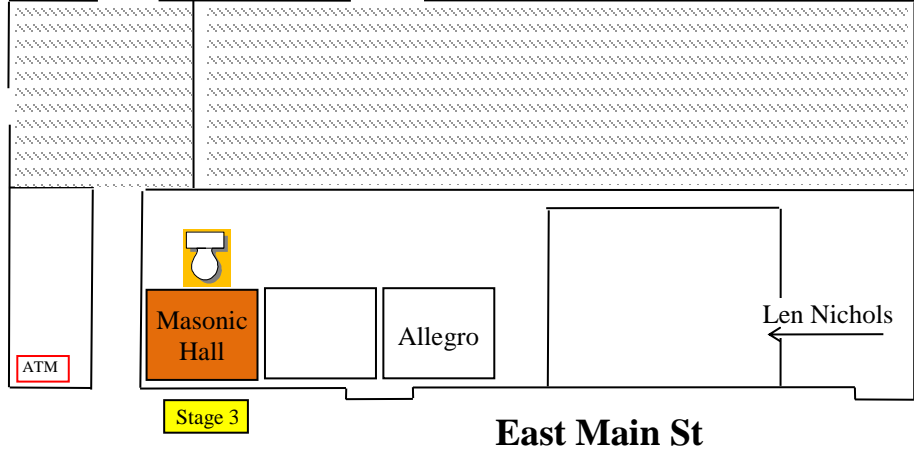 Len Nichols
Masonic
Hall
Allegro
ATM
Stage 3
East Main St